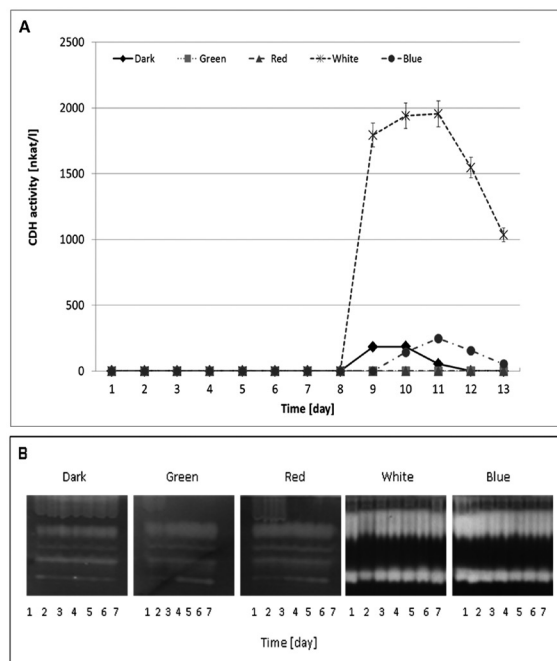 A
2500
Dark Green Red White Blue
2000
1500
1000
500
0
CDH activity [nkat/l]
1 2 3 4 5 6 7 8 9 10 11 12 13
Time [day]
B
Dark Green Red White Blue
1 2 3 4 5 6 7 1 2 3 4 5 6 7 1 2 3 4 5 6 7 1 2 3 4 5 6 7 1 2 3 4 5 6 7
Time [day]